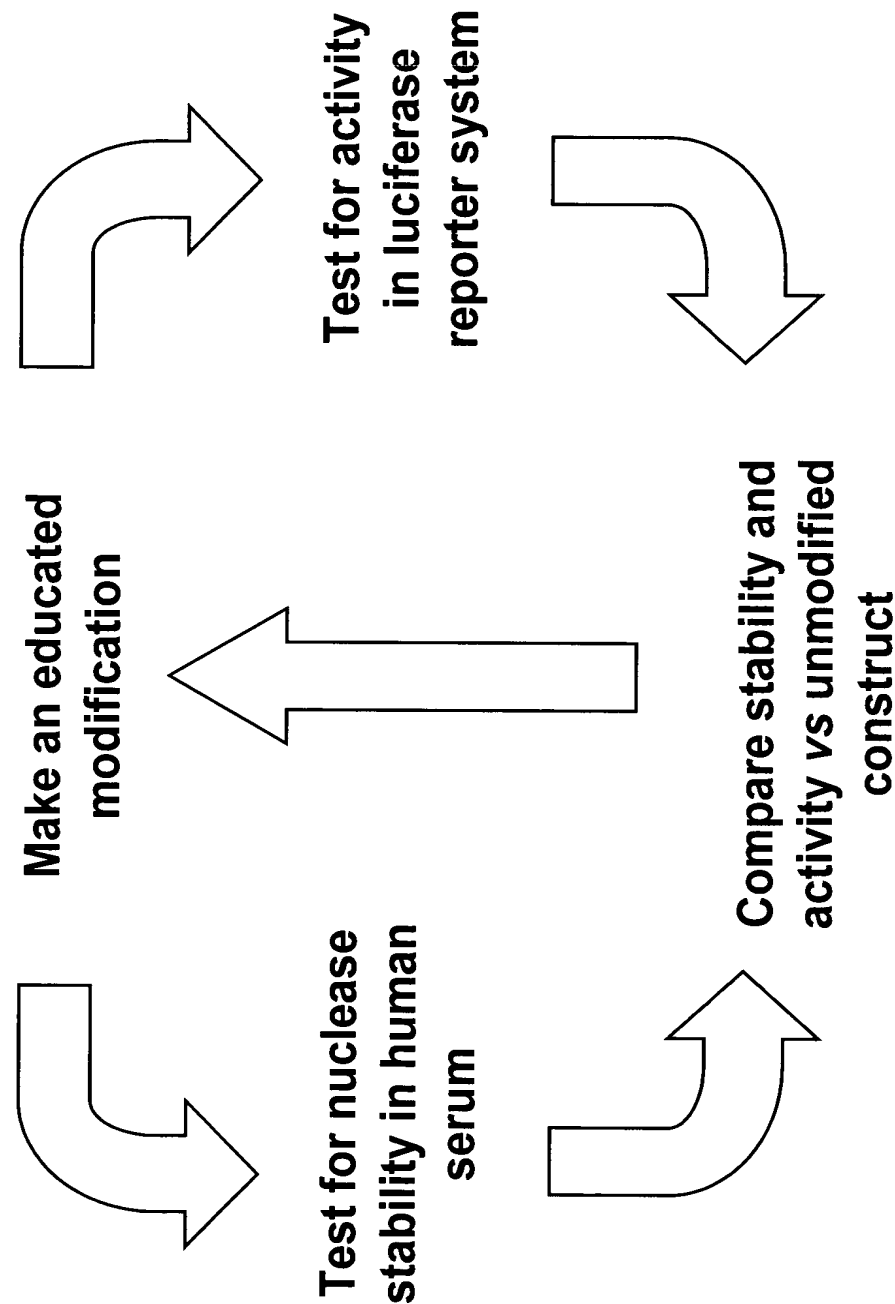 Make an educated
modification
Test for nuclease
stability in human
serum
Test for activity
in luciferase
reporter system
Compare stability and
activity vs unmodified
construct